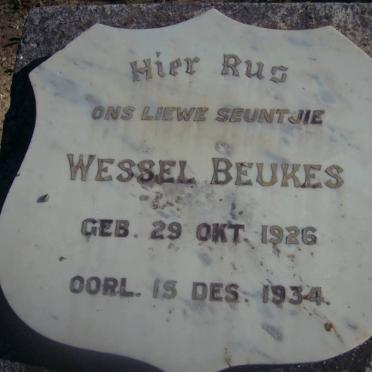 Hier Rus
ONS LIEWE SEUNTJIE
WESSEL BEUKES
GEB. 29 OKT. 1926
OORL. 15 DES. 1934.